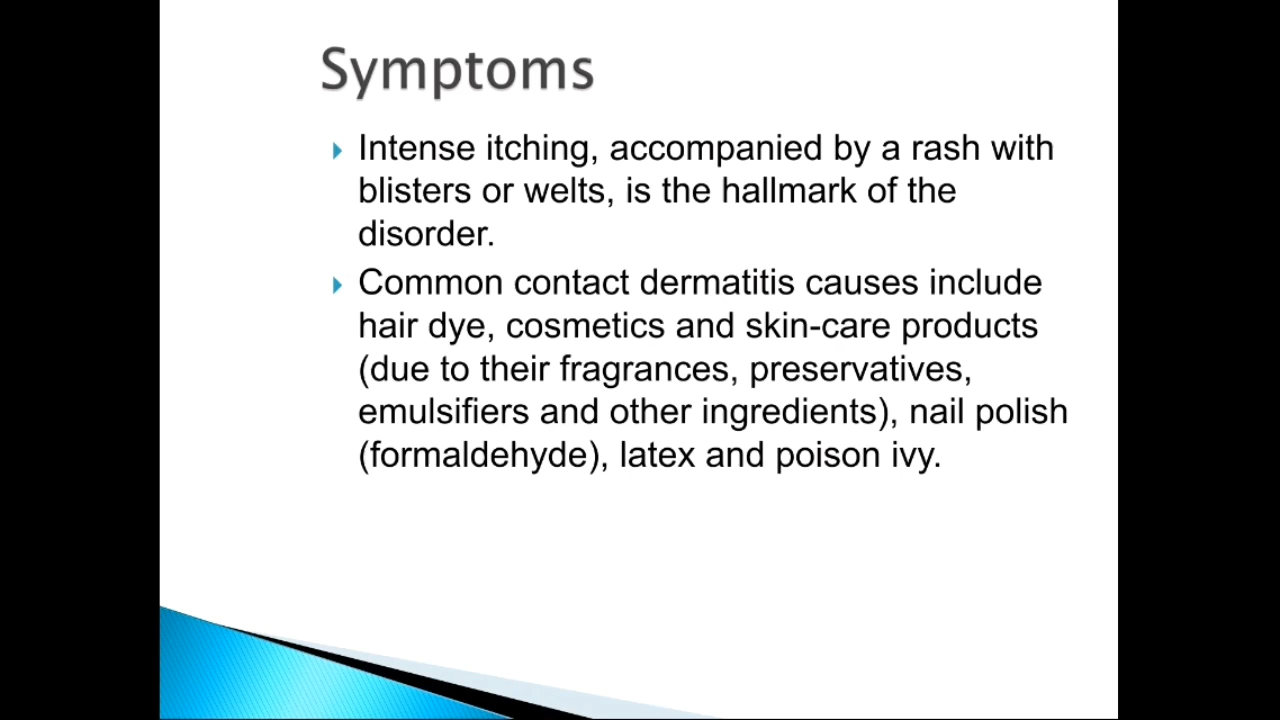 Symptoms
Intense itching, accompanied by a rash with
blisters or welts, is the hallmark of the
disorder.
Common contact dermatitis causes include
hair dye, cosmetics and skin-care products
(due to their fragrances, preservatives,
emulsifiers and other ingredients), nail polish
(formaldehyde), latex and poison ivy.